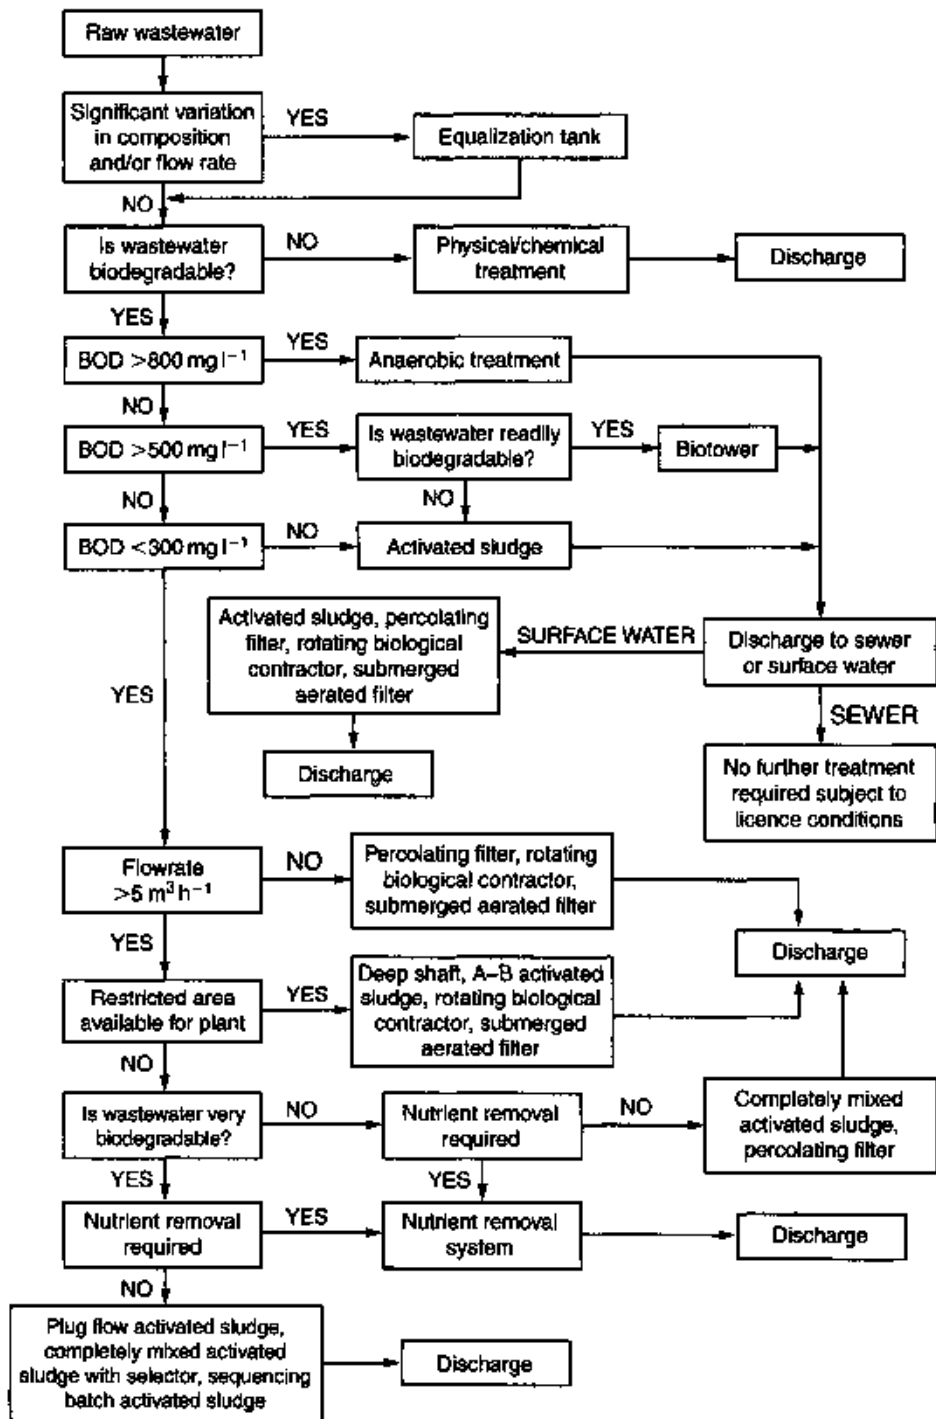 Raw wastewater
Significant variation
in composition
and/or flow rate
YES
Equalization tank
NO
Is wastewater
biodegradable?
NO
Physical/chemical
treatment
Discharge
YES
BOD >800 mg l⁻¹
YES
Anaerobic treatment
NO
BOD >500 mg l⁻¹
YES
Is wastewater readily
biodegradable?
YES
Biotower
NO
NO
BOD <300 mg l⁻¹
NO
Activated sludge
Activated sludge, percolating
filter, rotating biological
contractor, submerged
aerated filter
SURFACE WATER
Discharge to sewer
or surface water
YES
SEWER
Discharge
No further treatment
required subject to
licence conditions
Flowrate
>5 m³ h⁻¹
NO
Percolating filter, rotating
biological contractor,
submerged aerated filter
YES
Discharge
Restricted area
available for plant
YES
Deep shaft, A–B activated
sludge, rotating biological
contractor, submerged
aerated filter
NO
Is wastewater very
biodegradable?
NO
Nutrient removal
required
NO
Completely mixed
activated sludge,
percolating filter
YES
YES
Nutrient removal
required
YES
Nutrient removal
system
Discharge
NO
Plug flow activated sludge,
completely mixed activated
sludge with selector, sequencing
batch activated sludge
Discharge